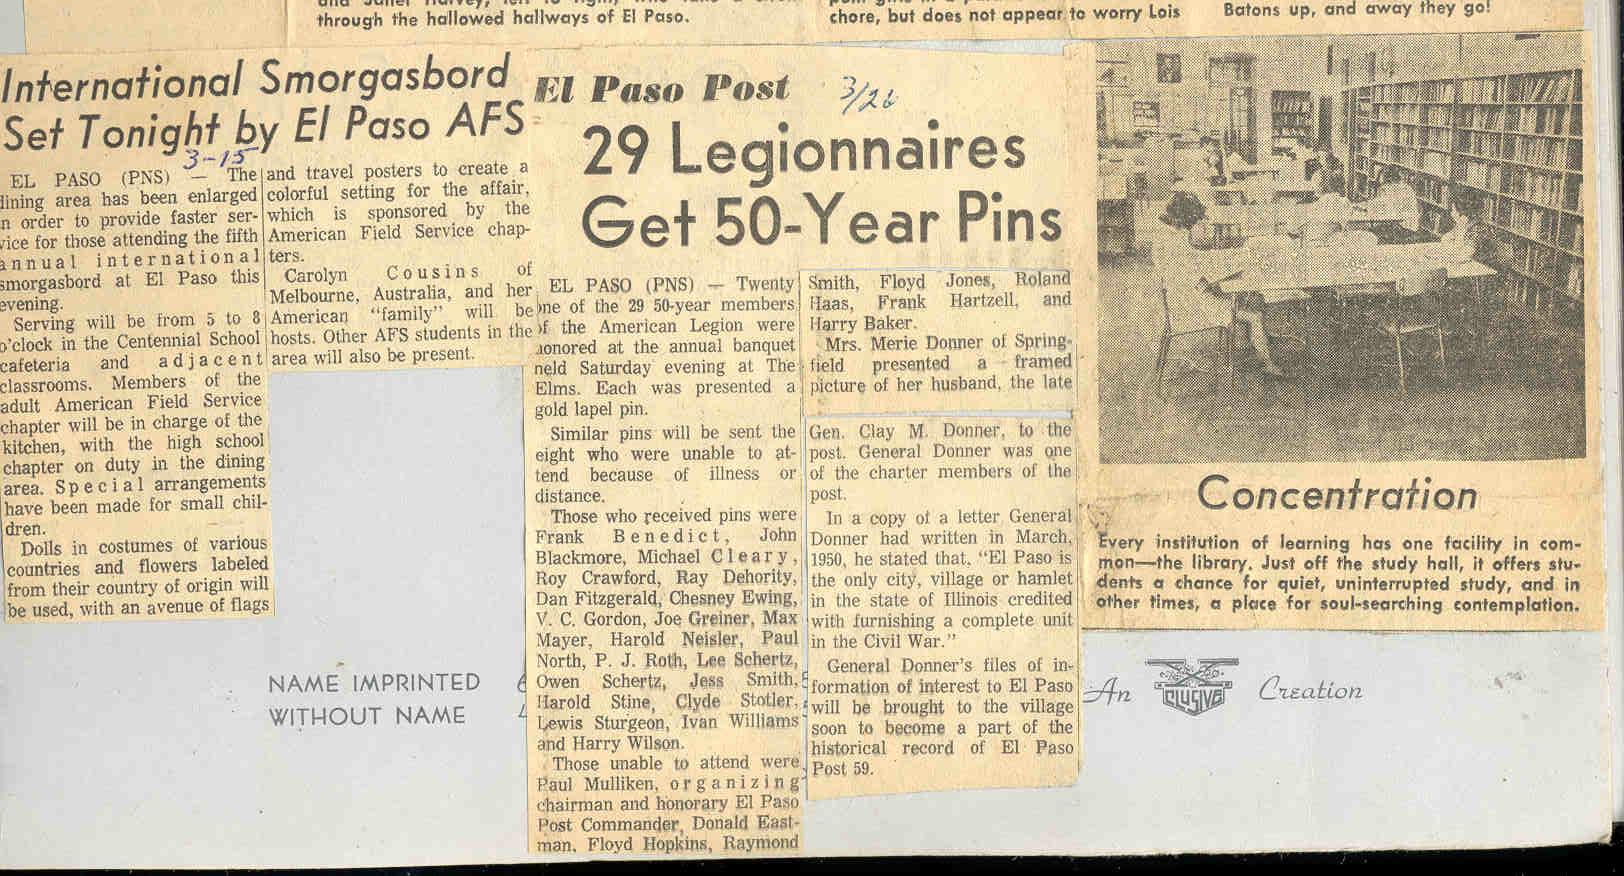 through the hallowed hallways of El Paso.
chore, but does not appear to worry Lois
Batons up, and away they go!
International Smorgasbord
Set Tonight by El Paso AFS
3-15
EL PASO (PNS) — The
dining area has been enlarged
in order to provide faster ser-
vice for those attending the fifth
annual international
smorgasbord at El Paso this
evening.
Serving will be from 5 to 8
o'clock in the Centennial School
cafeteria and adjacent
classrooms. Members of the
adult American Field Service
chapter will be in charge of the
kitchen, with the high school
chapter on duty in the dining
area. Special arrangements
have been made for small chil-
dren.
Dolls in costumes of various
countries and flowers labeled
from their country of origin will
be used, with an avenue of flags
and travel posters to create a
colorful setting for the affair,
which is sponsored by the
American Field Service chap-
ters.
Carolyn Cousins of
Melbourne, Australia, and her
American "family" will be
hosts. Other AFS students in the
area will also be present.
El Paso Post
3/26
29 Legionnaires
Get 50-Year Pins
EL PASO (PNS) — Twenty
one of the 29 50-year members
of the American Legion were
honored at the annual banquet
held Saturday evening at The
Elms. Each was presented a
gold lapel pin.
Similar pins will be sent the
eight who were unable to at-
tend because of illness or
distance.
Those who received pins were
Frank Benedict, John
Blackmore, Michael Cleary,
Roy Crawford, Ray Dehority,
Dan Fitzgerald, Chesney Ewing,
V. C. Gordon, Joe Greiner, Max
Mayer, Harold Neisler, Paul
North, P. J. Roth, Lee Schertz,
Owen Schertz, Jess Smith,
Harold Stine, Clyde Stotler,
Lewis Sturgeon, Ivan Williams
and Harry Wilson.
Those unable to attend were
Paul Mulliken, organizing
chairman and honorary El Paso
Post Commander, Donald East-
man, Floyd Hopkins, Raymond
Smith, Floyd Jones, Roland
Haas, Frank Hartzell, and
Harry Baker.
Mrs. Merie Donner of Spring-
field presented a framed
picture of her husband, the late
Gen. Clay M. Donner, to the
post. General Donner was one
of the charter members of the
post.
In a copy of a letter General
Donner had written in March,
1950, he stated that, "El Paso is
the only city, village or hamlet
in the state of Illinois credited
with furnishing a complete unit
in the Civil War."
General Donner's files of in-
formation of interest to El Paso
will be brought to the village
soon to become a part of the
historical record of El Paso
Post 59.
Concentration
Every institution of learning has one facility in com-
mon—the library. Just off the study hall, it offers stu-
dents a chance for quiet, uninterrupted study, and in
other times, a place for soul-searching contemplation.
NAME IMPRINTED
WITHOUT NAME
An
CLUSIVE
Creation